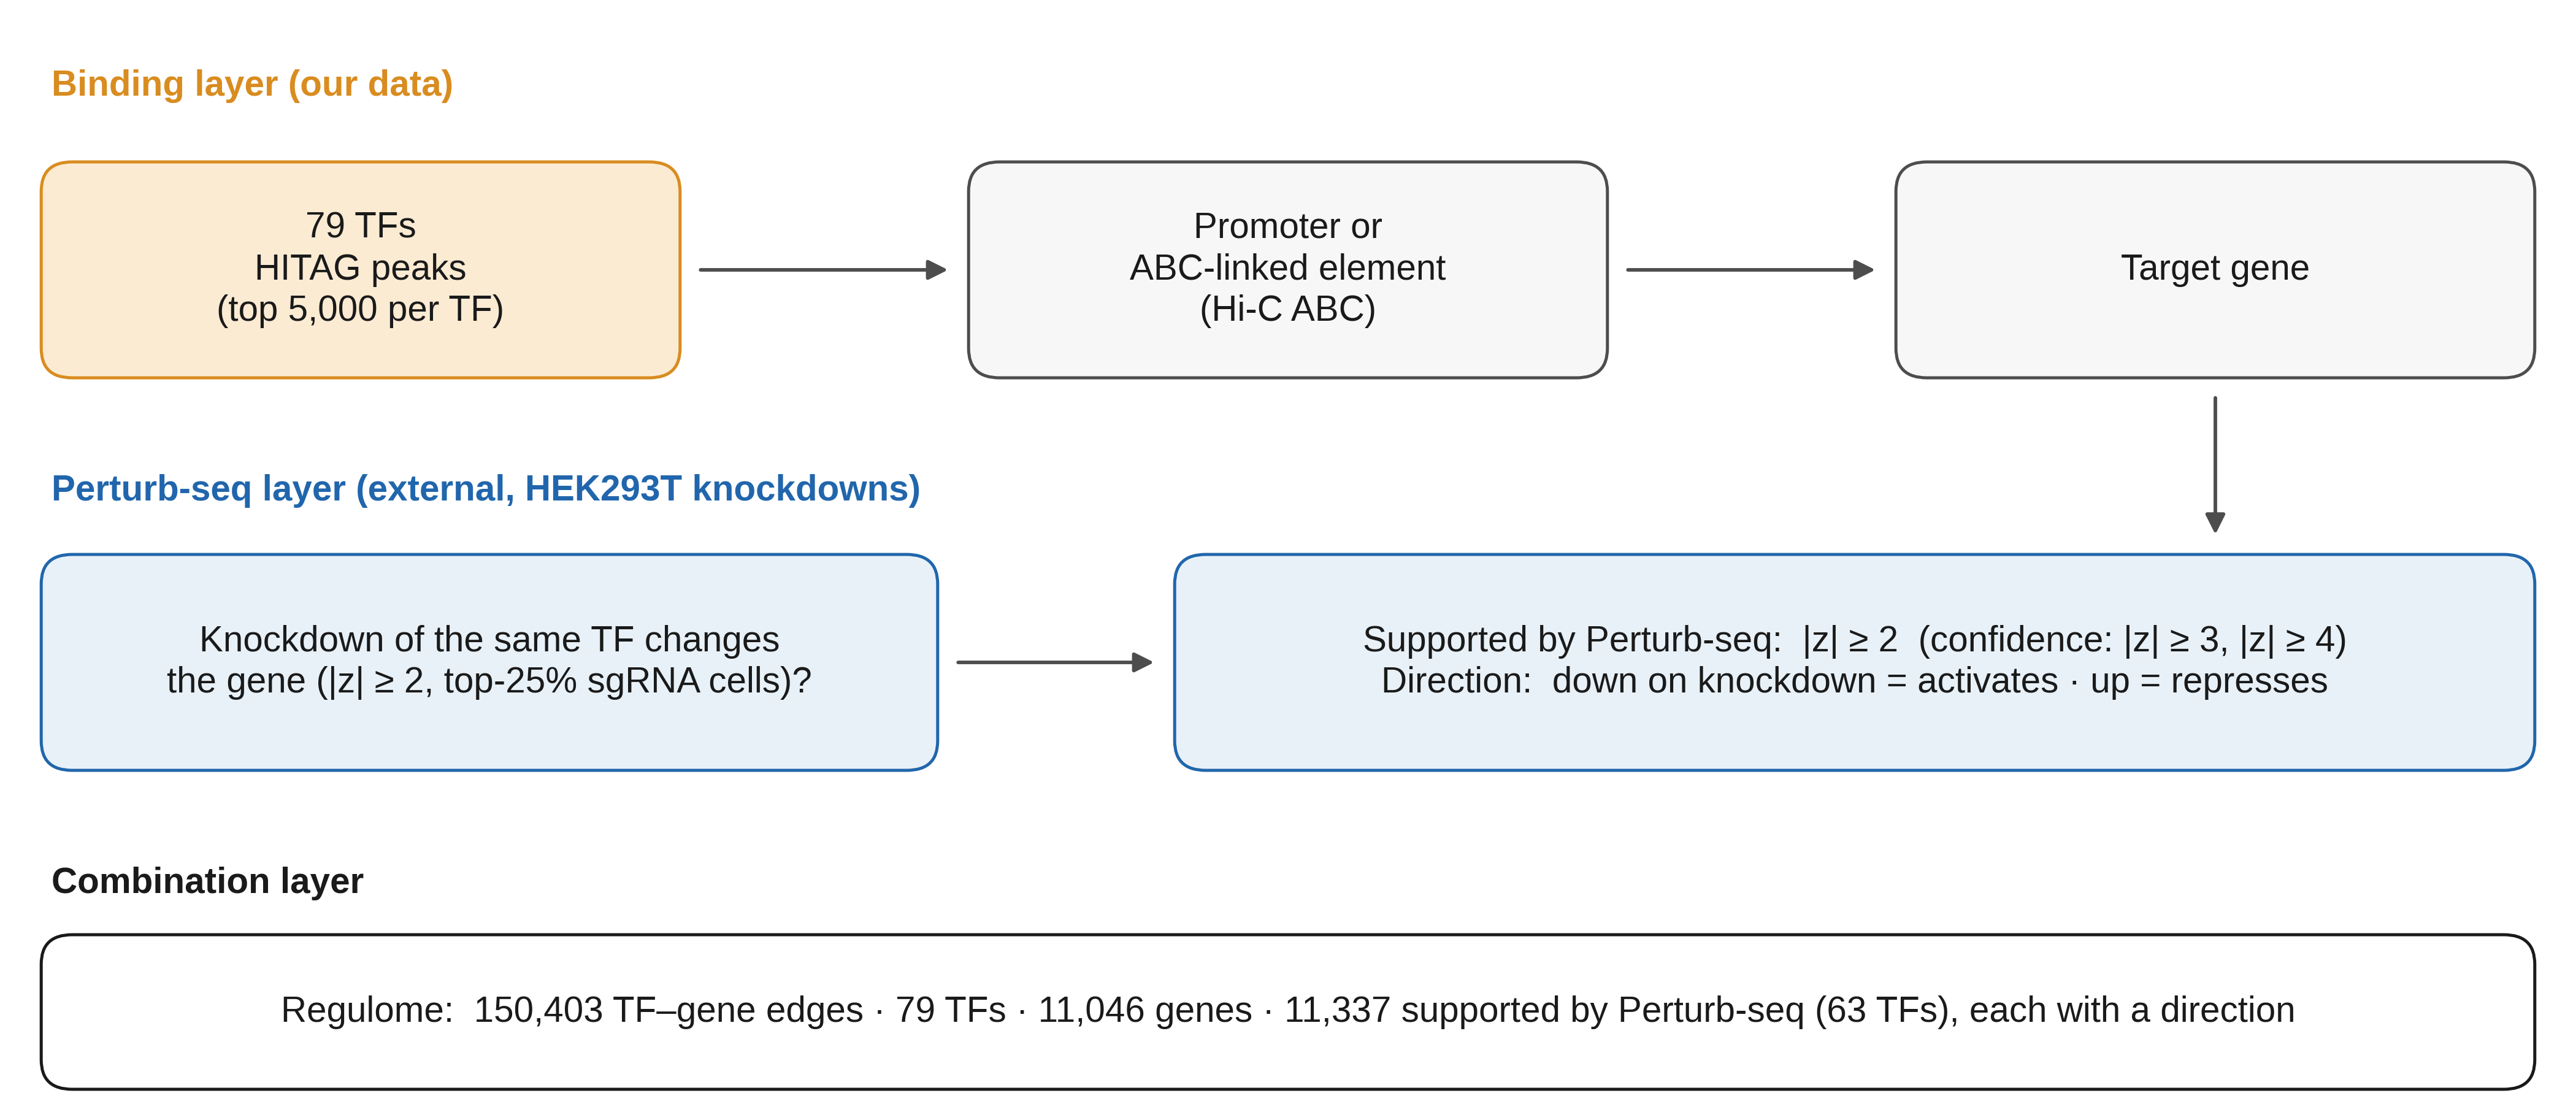 Binding layer (our data)
79 TFs
HITAG peaks
(top 5,000 per TF)
Promoter or
ABC-linked element
(Hi-C ABC)
Target gene
Perturb-seq layer (external, HEK293T knockdowns)
Knockdown of the same TF changes
the gene (|z| ≥ 2, top-25% sgRNA cells)?
Supported by Perturb-seq:  |z| ≥ 2  (confidence: |z| ≥ 3, |z| ≥ 4)
Direction:  down on knockdown = activates · up = represses
Combination layer
Regulome:  150,403 TF–gene edges · 79 TFs · 11,046 genes · 11,337 supported by Perturb-seq (63 TFs), each with a direction